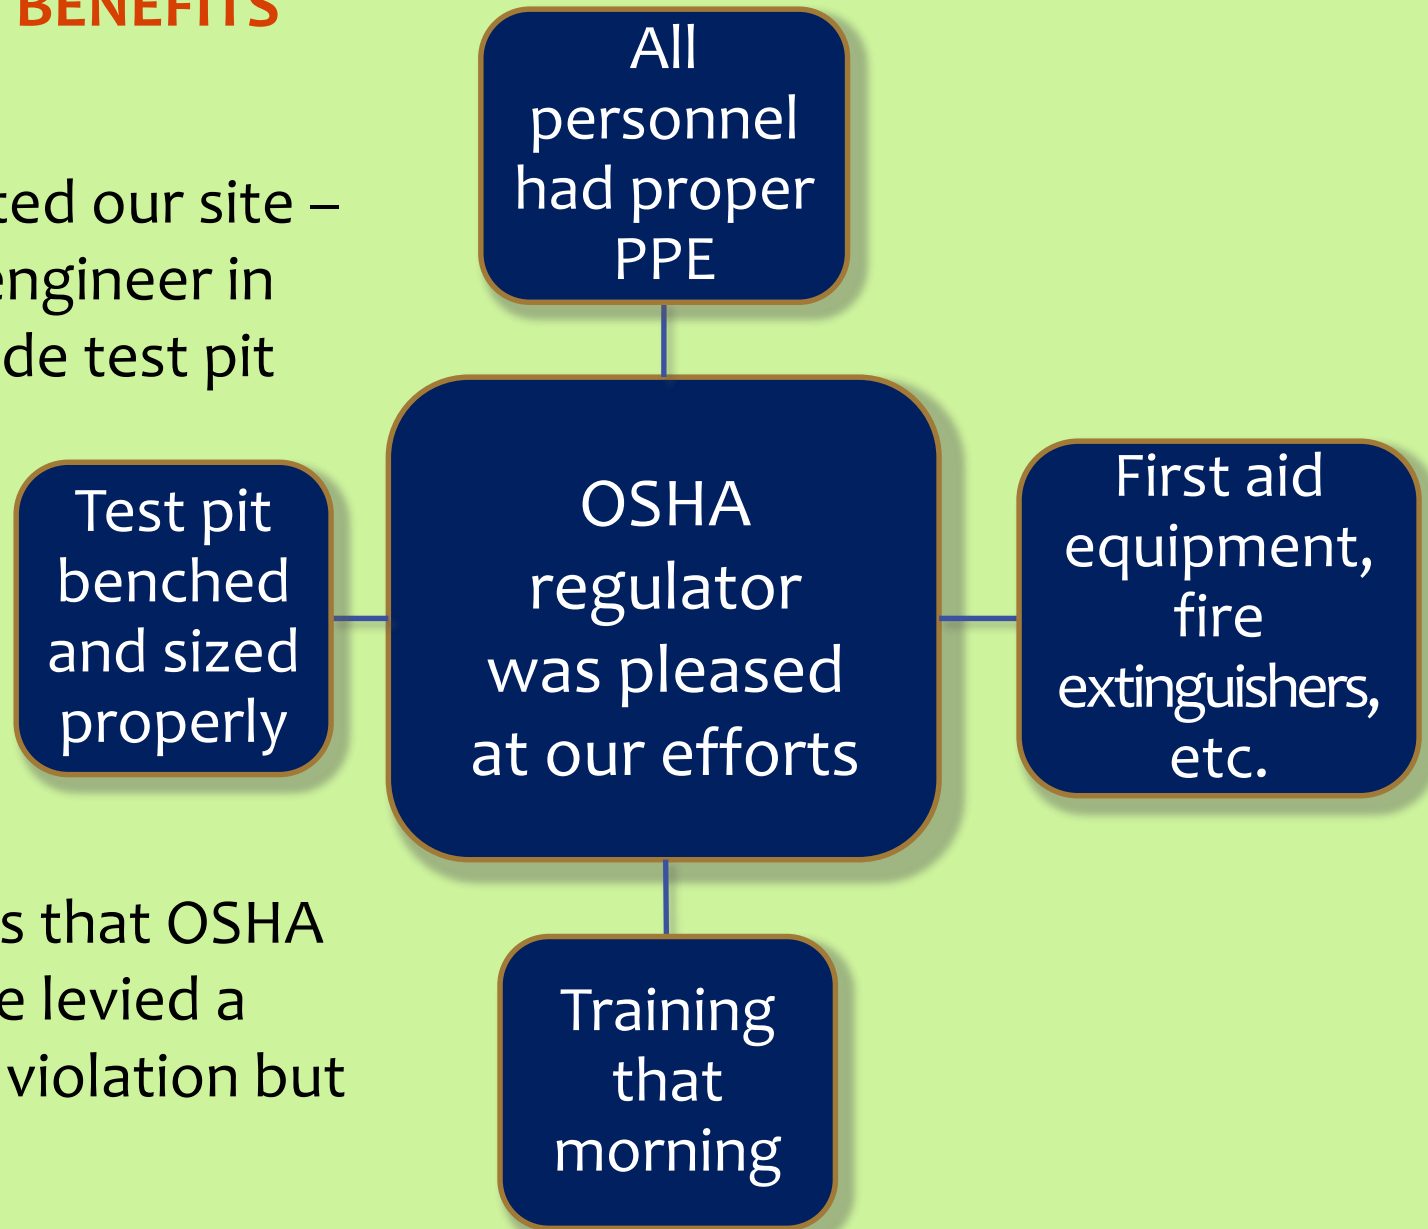 BENEFITS
ted our site –
engineer in
de test pit
All
personnel
had proper
PPE
Test pit
benched
and sized
properly
OSHA
regulator
was pleased
at our efforts
First aid
equipment,
fire
extinguishers,
etc.
s that OSHA
e levied a
violation but
Training
that
morning